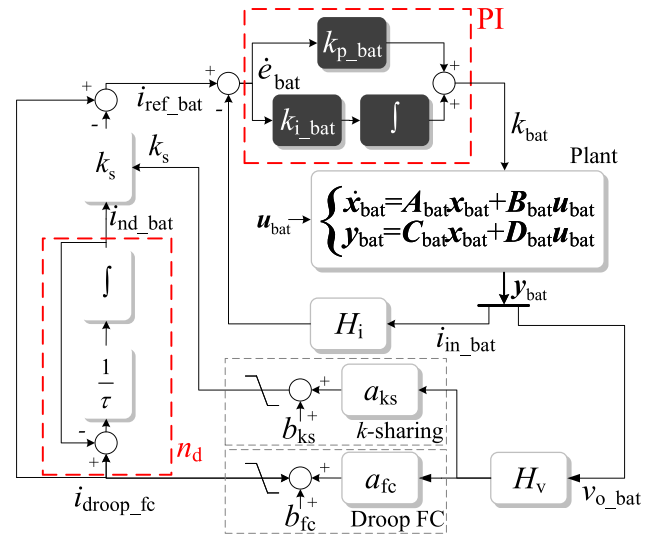 PI
k_p_bat
+
+
+
+
ė_bat
i_ref_bat
-
-
k_i_bat
∫
k_bat
k_s
k_s
Plant
u_bat
{ẋ_bat=A_bat x_bat+B_bat u_bat
y_bat=C_bat x_bat+D_bat u_bat
i_nd_bat
y_bat
∫
H_i
i_in_bat
1/τ
+
a_ks
+
b_ks
k-sharing
-
+
n_d
+
a_fc
H_v
v_o_bat
i_droop_fc
+
b_fc
Droop FC